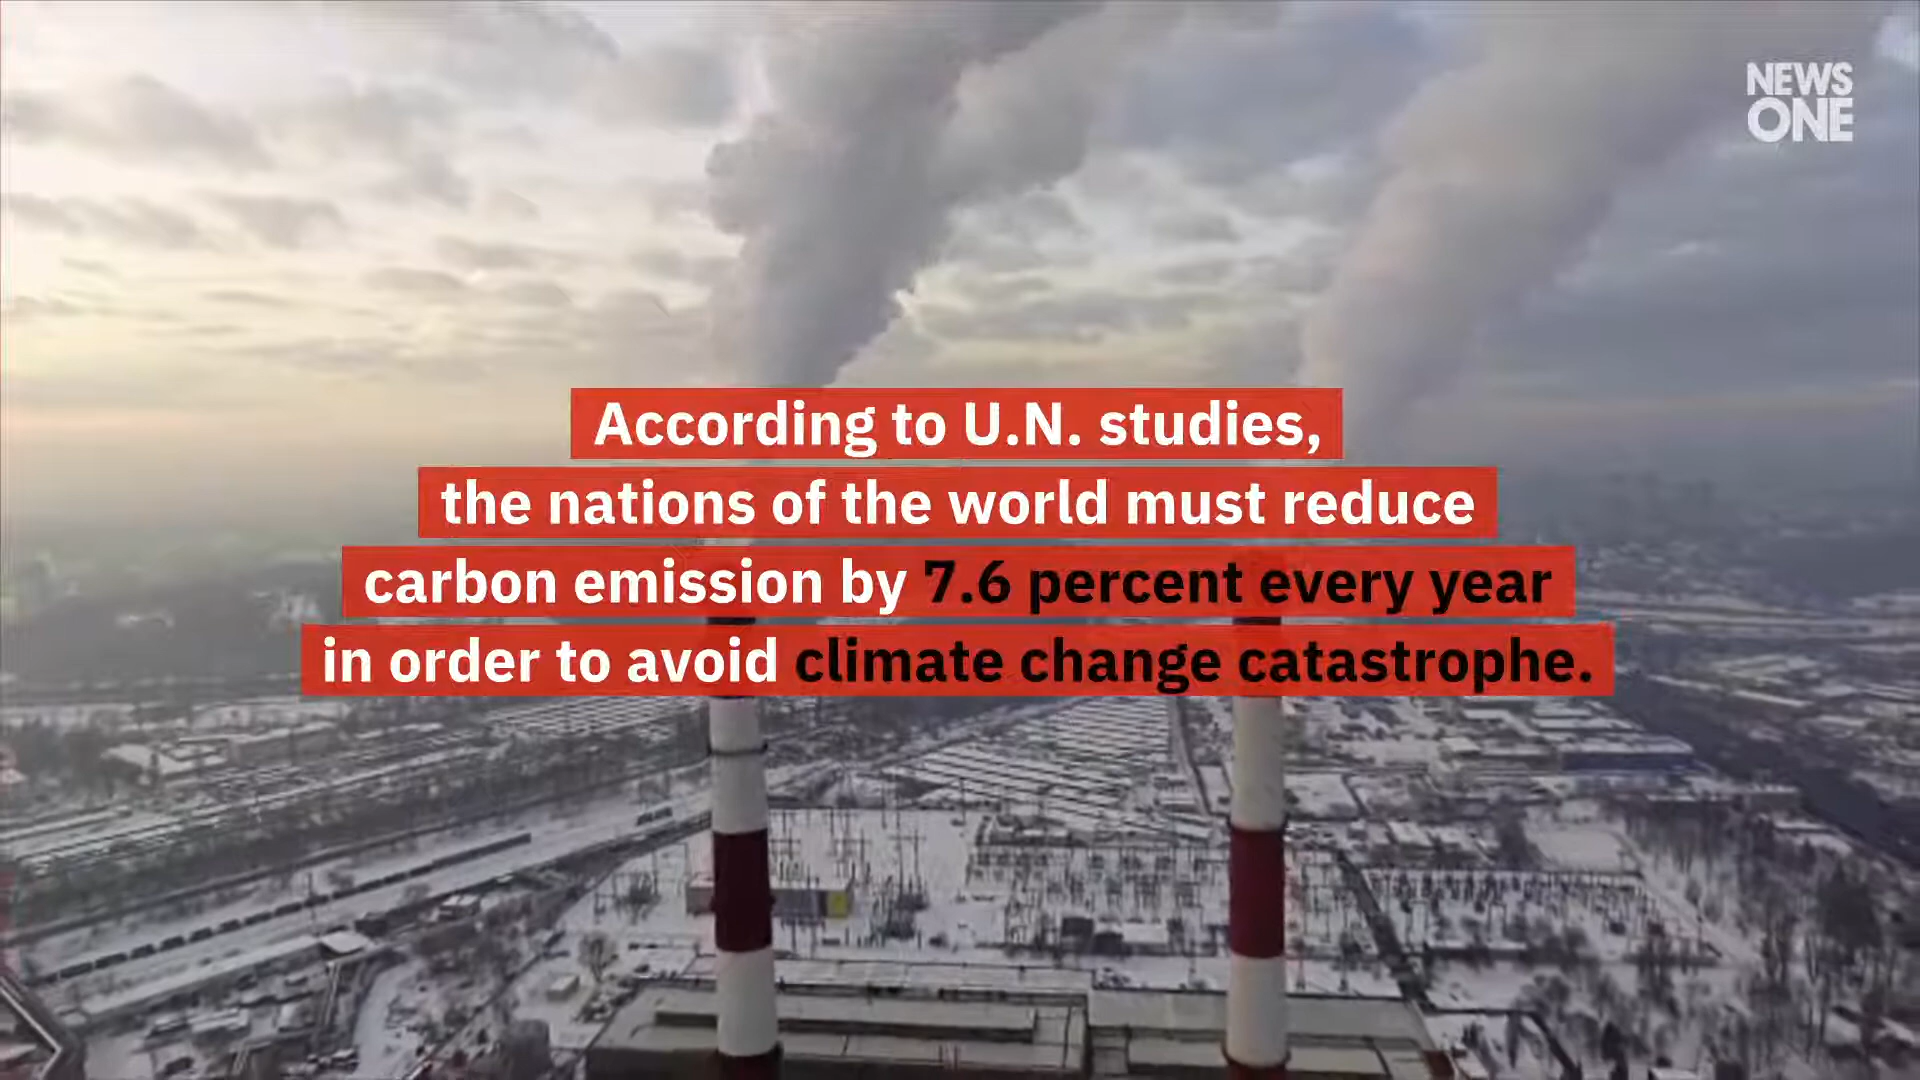 NEWS
ONE
According to U.N. studies,
the nations of the world must reduce
carbon emission by 7.6 percent every year
in order to avoid climate change catastrophe.